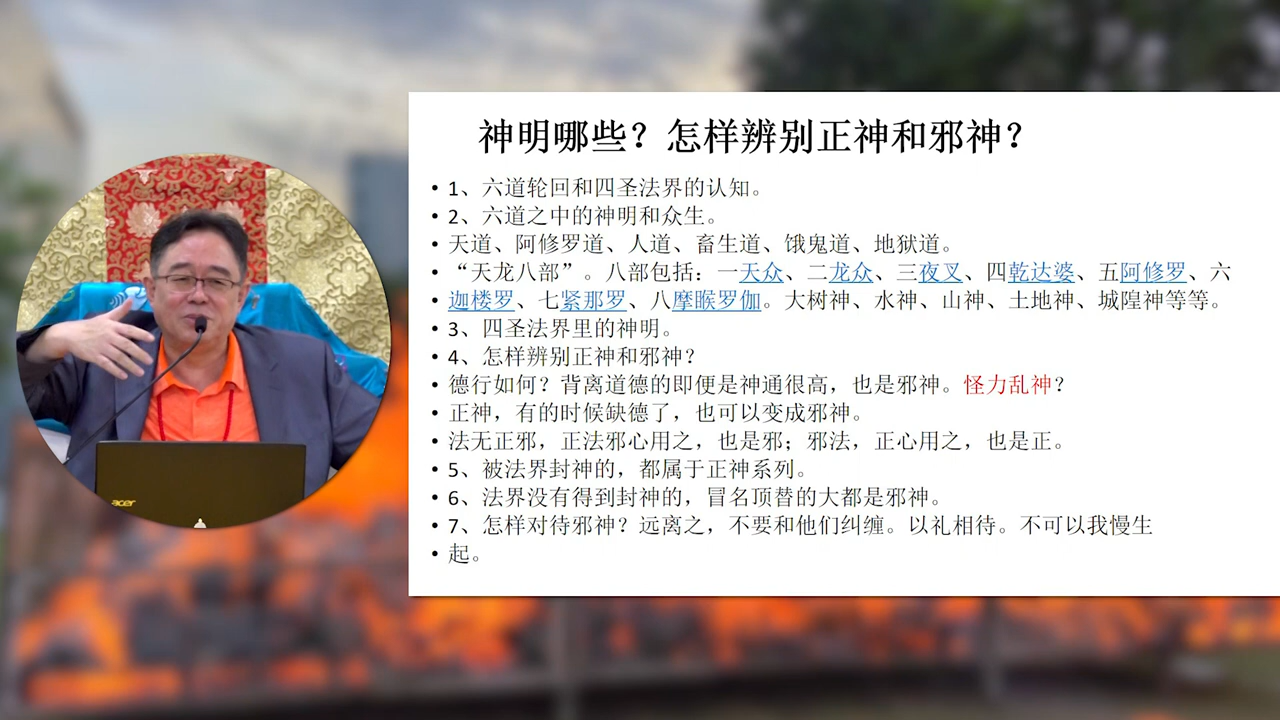 神明哪些？怎样辨别正神和邪神？
• 1、六道轮回和四圣法界的认知。
• 2、六道之中的神明和众生。
• 天道、阿修罗道、人道、畜生道、饿鬼道、地狱道。
• “天龙八部”。八部包括：一天众、二龙众、三夜叉、四乾达婆、五阿修罗、六
• 迦楼罗、七紧那罗、八摩睺罗伽。大树神、水神、山神、土地神、城隍神等等。
• 3、四圣法界里的神明。
• 4、怎样辨别正神和邪神？
• 德行如何？背离道德的即便是神通很高，也是邪神。怪力乱神？
• 正神，有的时候缺德了，也可以变成邪神。
• 法无正邪，正法邪心用之，也是邪；邪法，正心用之，也是正。
• 5、被法界封神的，都属于正神系列。
• 6、法界没有得到封神的，冒名顶替的大都是邪神。
• 7、怎样对待邪神？远离之，不要和他们纠缠。以礼相待。不可以我慢生
• 起。
acer